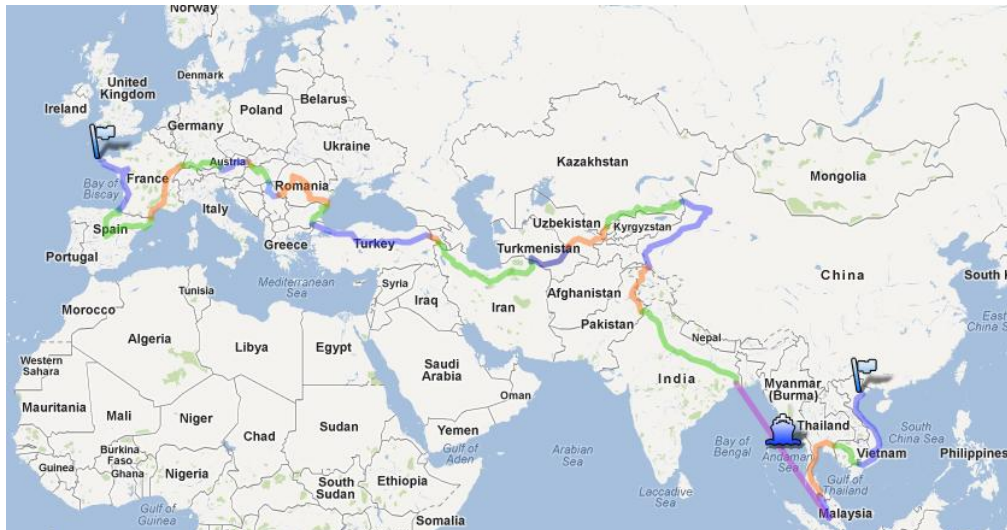 Norway
Denmark
United
Kingdom
Ireland
Belarus
Poland
Germany
Ukraine
Austria
France
Bay of
Biscay
Romania
Italy
Spain
Portugal
Greece
Turkey
Kazakhstan
Mongolia
Uzbekistan
Kyrgyzstan
Turkmenistan
Mediterranean
Sea
Syria
Tunisia
Morocco
Iraq
Iran
Afghanistan
Pakistan
China
South K
East
China S
Algeria
Libya
Egypt
Western
Sahara
Saudi
Arabia
Nepal
India
Myanmar
(Burma)
Oman
Mauritania
Mali
Niger
Chad
Sudan
Yemen
Gulf of
Aden
Arabian
Sea
Bay of
Bengal
Andaman
Sea
Thailand
South
China Sea
Vietnam
Philippines
Gulf of
Thailand
Burkina
Faso
Guinea
Ghana
Nigeria
South
Sudan
Ethiopia
Laccadive
Sea
Gulf of
Guinea
Somalia
Malaysia